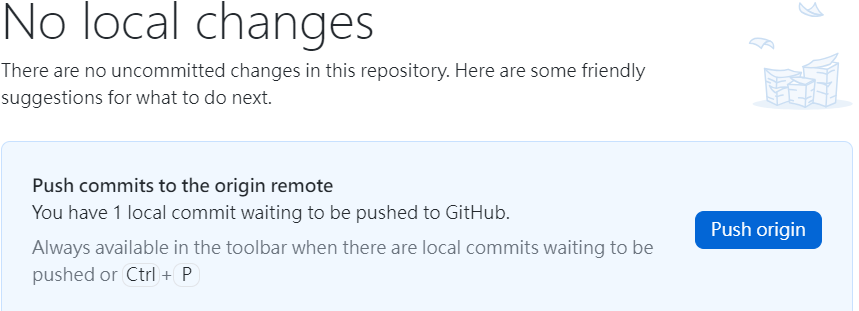 No local changes
There are no uncommitted changes in this repository. Here are some friendly
suggestions for what to do next.
Push commits to the origin remote
You have 1 local commit waiting to be pushed to GitHub.
Always available in the toolbar when there are local commits waiting to be
pushed or Ctrl + P
Push origin